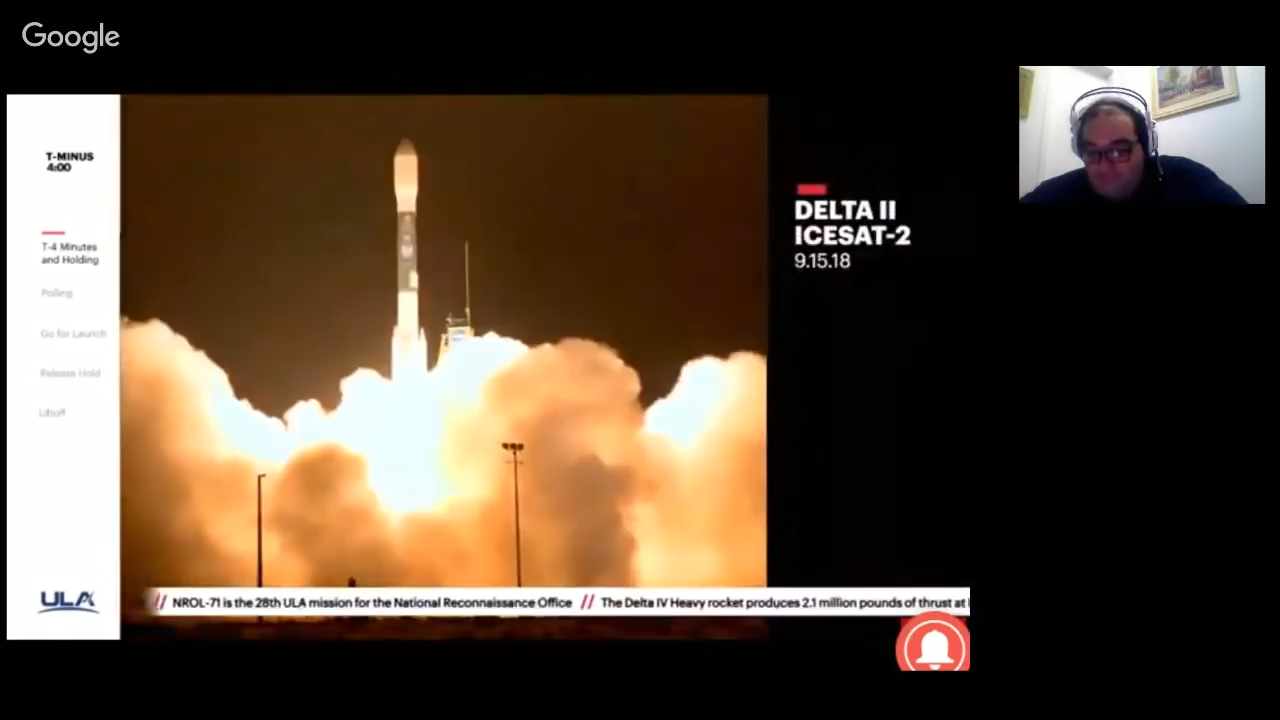 Google
T-MINUS
4:00
T-4 Minutes
and Holding
Polling
Go for Launch
Release Hold
Liftoff
ULA
DELTA II
ICESAT-2
9.15.18
// NROL-71 is the 28th ULA mission for the National Reconnaissance Office // The Delta IV Heavy rocket produces 2.1 million pounds of thrust at